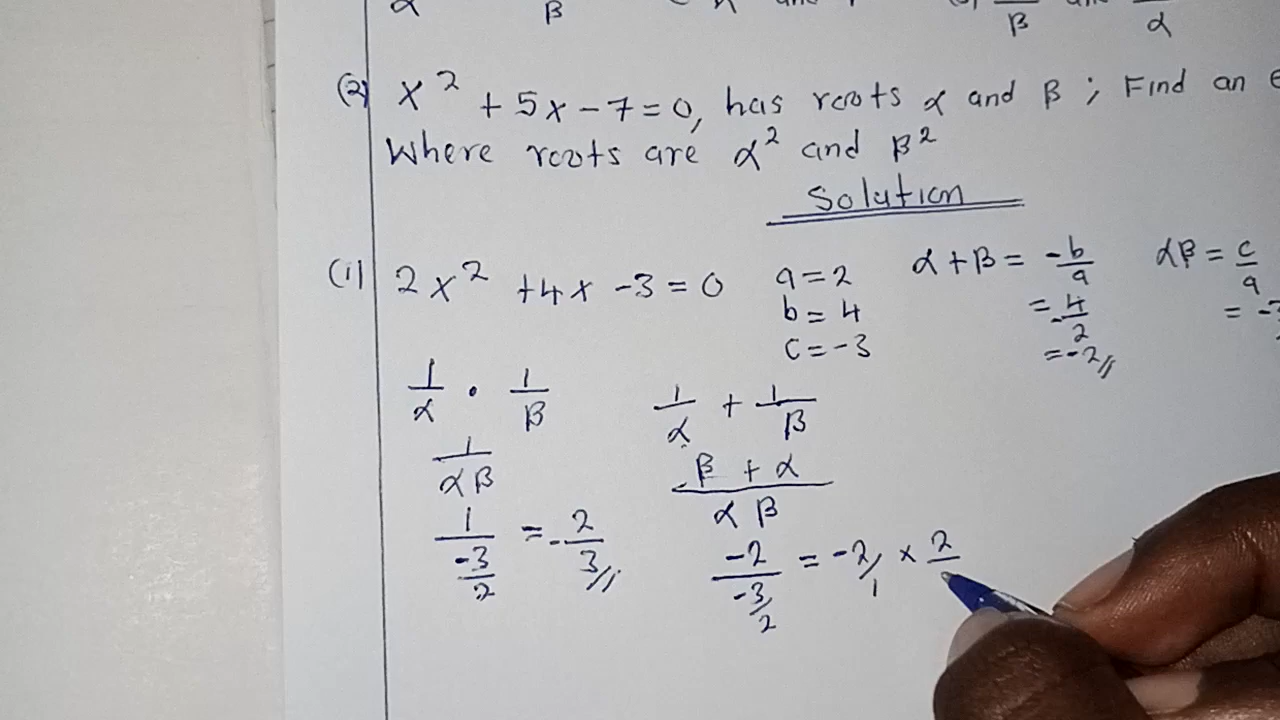 α β β α
(2) x² + 5x - 7 = 0, has roots α and β ; Find an
Where roots are α² and β²
Solution
(1) 2x² + 4x - 3 = 0 a = 2 α + β = -b/a αβ = c/a
b = 4 = -4/2 = -3
c = -3 = -2//
1/α · 1/β 1/α + 1/β
1/αβ (β + α)/αβ
1/(-3/2) = -2/3// -2/(-3/2) = -2/1 × 2/